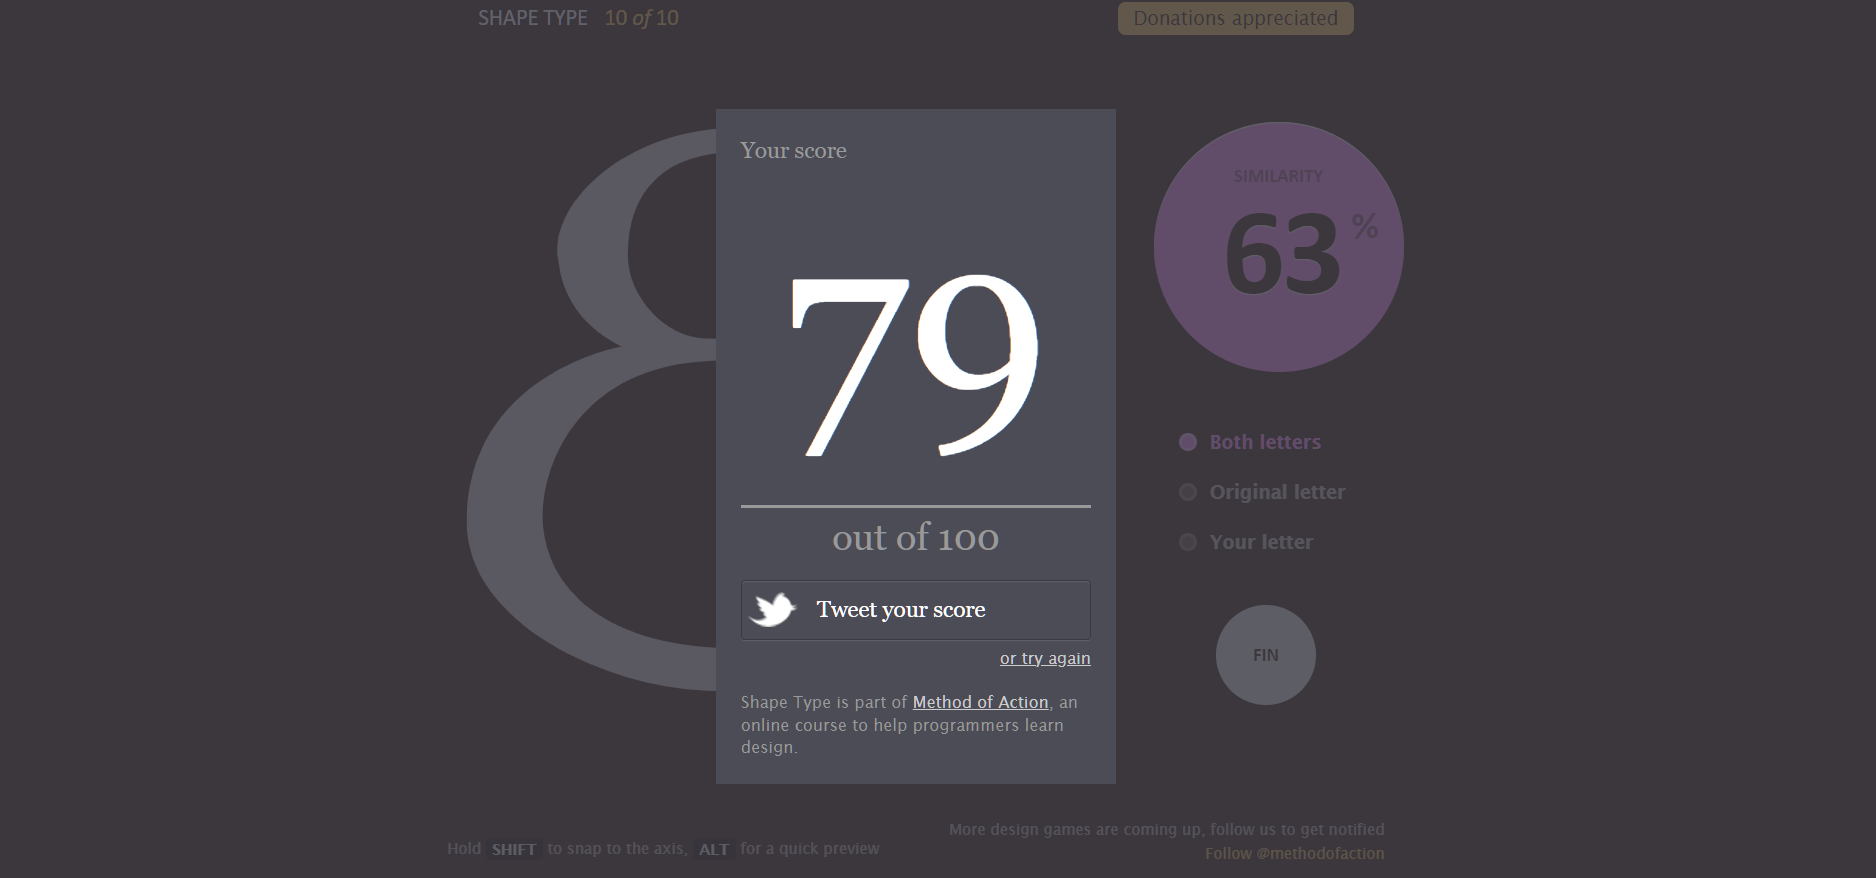 SHAPE TYPE 10 of 10
Donations appreciated
Your score
79
out of 100
Tweet your score
or try again
Shape Type is part of Method of Action, an
online course to help programmers learn
design.
SIMILARITY
63 %
Both letters
Original letter
Your letter
FIN
Hold SHIFT to snap to the axis, ALT for a quick preview
More design games are coming up, follow us to get notified
Follow @methodofaction